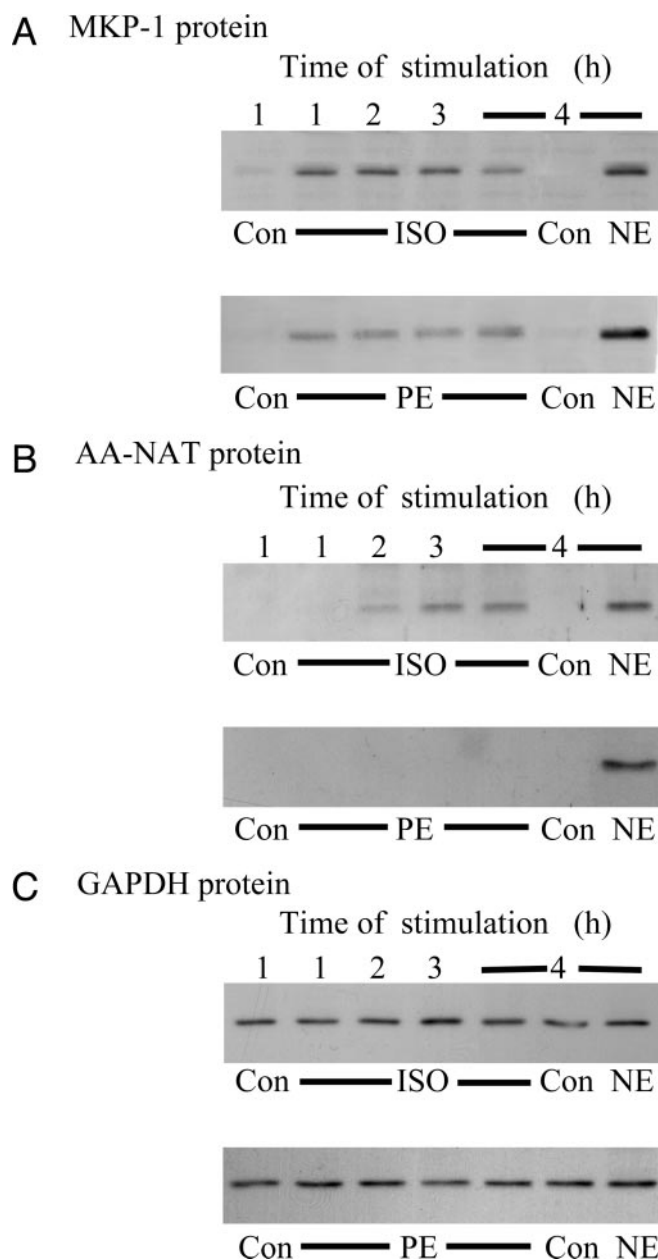 A MKP-1 protein
Time of stimulation (h)
1 1 2 3 4
Con ISO Con NE
Con PE Con NE
B AA-NAT protein
Time of stimulation (h)
1 1 2 3 4
Con ISO Con NE
Con PE Con NE
C GAPDH protein
Time of stimulation (h)
1 1 2 3 4
Con ISO Con NE
Con PE Con NE